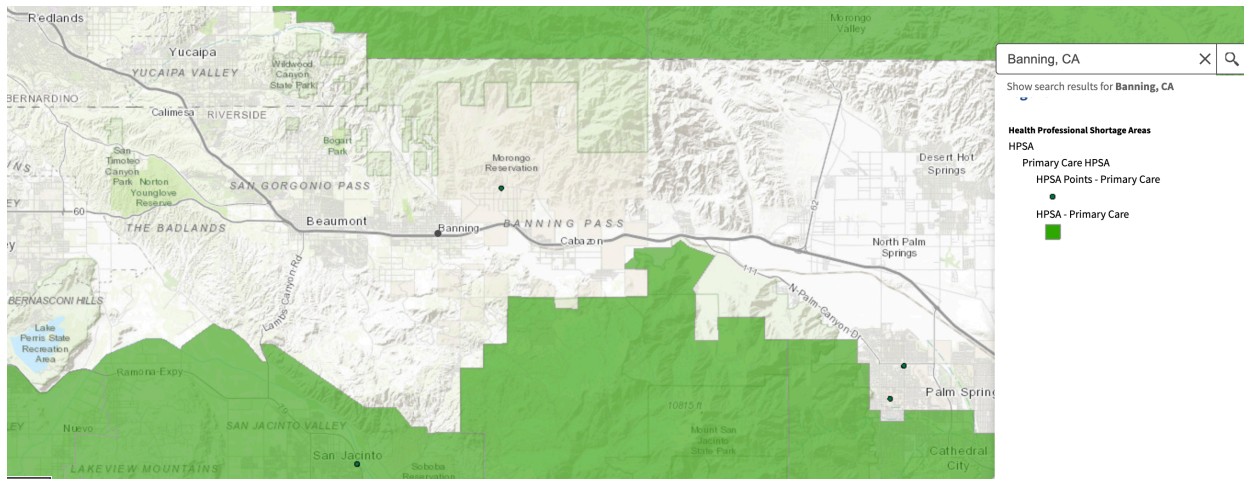 Redlands
Morongo
Valley
Yucaipa
YUCAIPA VALLEY
Wildwood
Canyon
State Park
BERNARDINO
Calimesa
RIVERSIDE
Bogart
Park
San
Timoteo
Canyon
Park
Norton
Younglove
Reserve
Morongo
Reservation
Desert Hot
Springs
SAN GORGONIO PASS
62
60
Beaumont
BANNING PASS
THE BADLANDS
Banning
Cabazon
North Palm
Springs
111
Lambs-Canyon-Rd
N-Palm-Canyon-Dr
BERNASCONI HILLS
Lake
Perris State
Recreation
Area
Ramona-Expy
Palm Spring
10815 ft
Nuevo
SAN JACINTO VALLEY
Mount San
Jacinto
State Park
San Jacinto
Soboba
Reservation
LAKEVIEW MOUNTAINS
Cathedral
City
Banning, CA
Show search results for Banning, CA
Health Professional Shortage Areas
HPSA
Primary Care HPSA
HPSA Points - Primary Care
HPSA - Primary Care